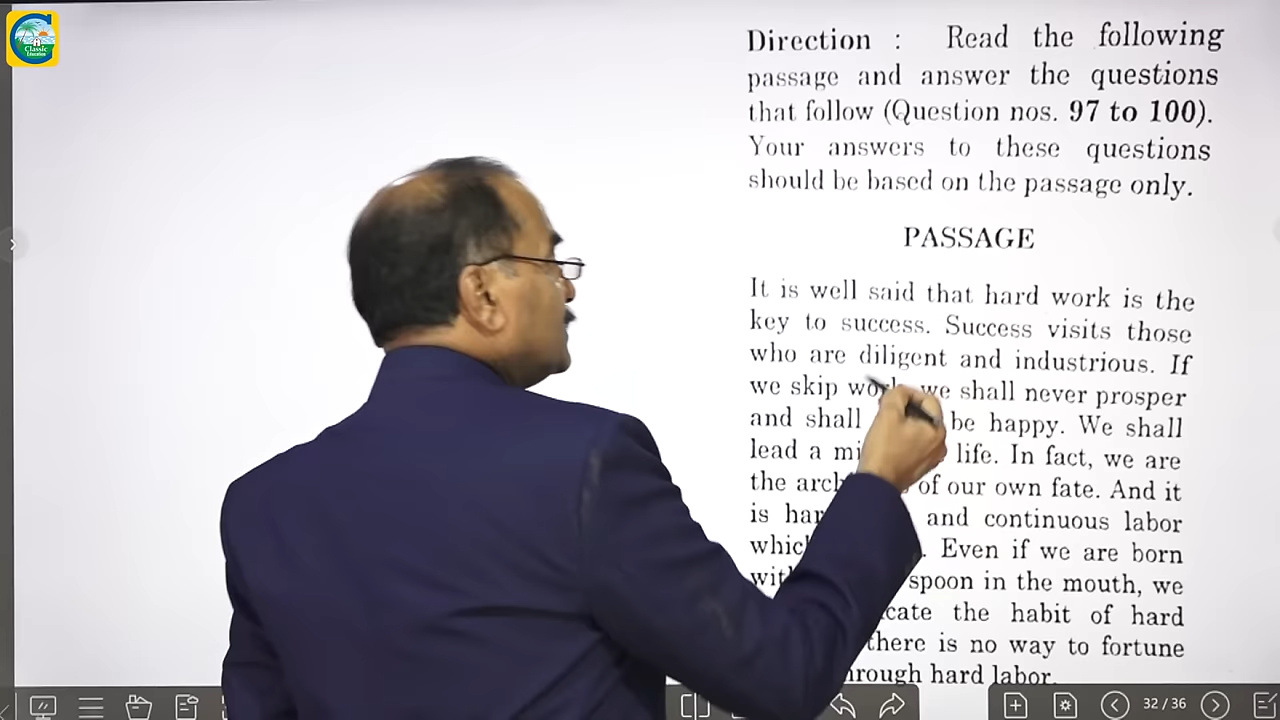 Classic
Education
Direction : Read the following
passage and answer the questions
that follow (Question nos. 97 to 100).
Your answers to these questions
should be based on the passage only.
PASSAGE
It is well said that hard work is the
key to success. Success visits those
who are diligent and industrious. If
we skip we shall never prosper
and shall be happy. We shall
lead a life. In fact, we are
the of our own fate. And it
is and continuous labor
Even if we are born
spoon in the mouth, we
the habit of hard
there is no way to fortune
hard labor.
32 / 36